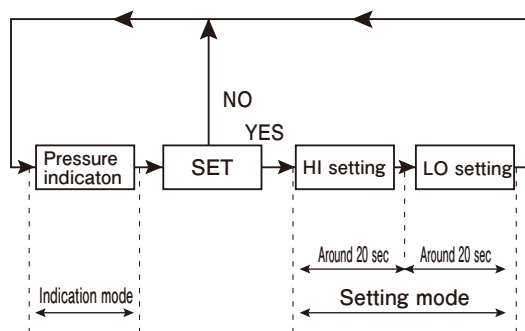 NO
YES
Pressure
indicaton
SET
HI setting
LO setting
Around 20 sec
Around 20 sec
Indication mode
Setting mode